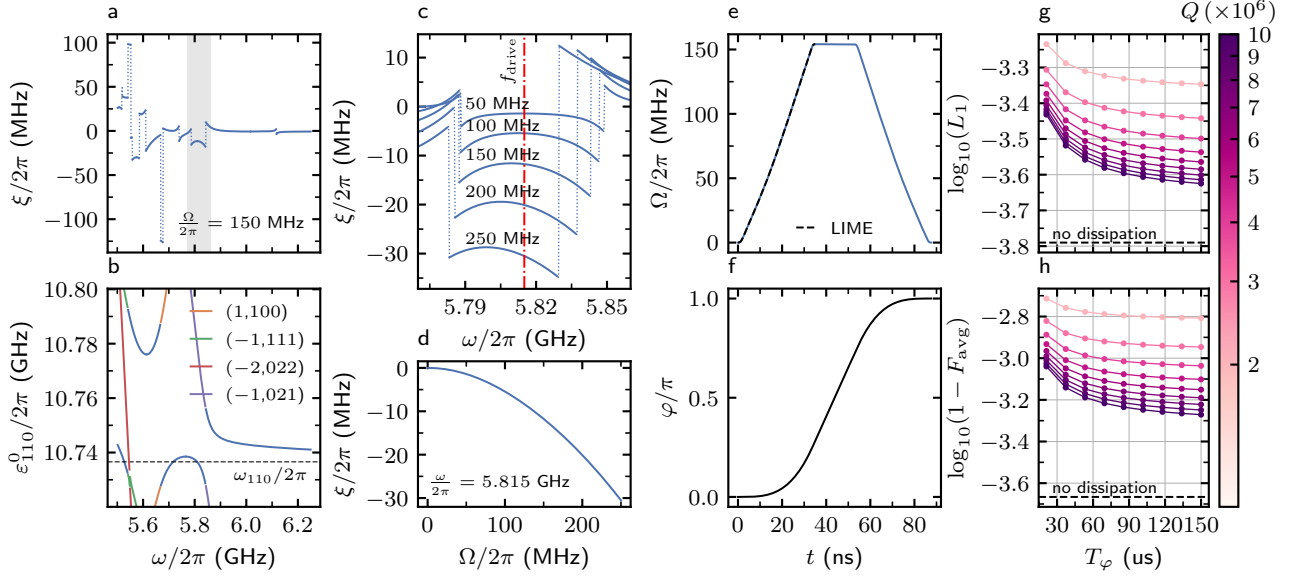 a
100
50
0
−50
−100
ξ/2π (MHz)
Ω/2π = 150 MHz
b
10.80
10.78
10.76
10.74
ε⁰₁₁₀/2π (GHz)
(1,100)
(−1,111)
(−2,022)
(−1,021)
ω₁₁₀/2π
5.6 5.8 6.0 6.2
ω/2π (GHz)
c
10
5
0
−10
−20
−30
ξ/2π (MHz)
f_drive
50 MHz
100 MHz
150 MHz
200 MHz
250 MHz
5.79 5.82 5.85
ω/2π (GHz)
d
0
−10
−20
−30
ξ/2π (MHz)
ω/2π = 5.815 GHz
0 100 200
Ω/2π (MHz)
e
150
100
50
0
Ω/2π (MHz)
LIME
f
1.0
0.5
0.0
φ/π
0 20 40 60 80
t (ns)
g
−3.3
−3.4
−3.5
−3.6
−3.7
−3.8
log₁₀(L₁)
no dissipation
h
−2.8
−3.0
−3.2
−3.4
−3.6
log₁₀(1 − F_avg)
no dissipation
30 60 90 120 150
T_φ (us)
Q (×10⁶)
10
9
8
7
6
5
4
3
2